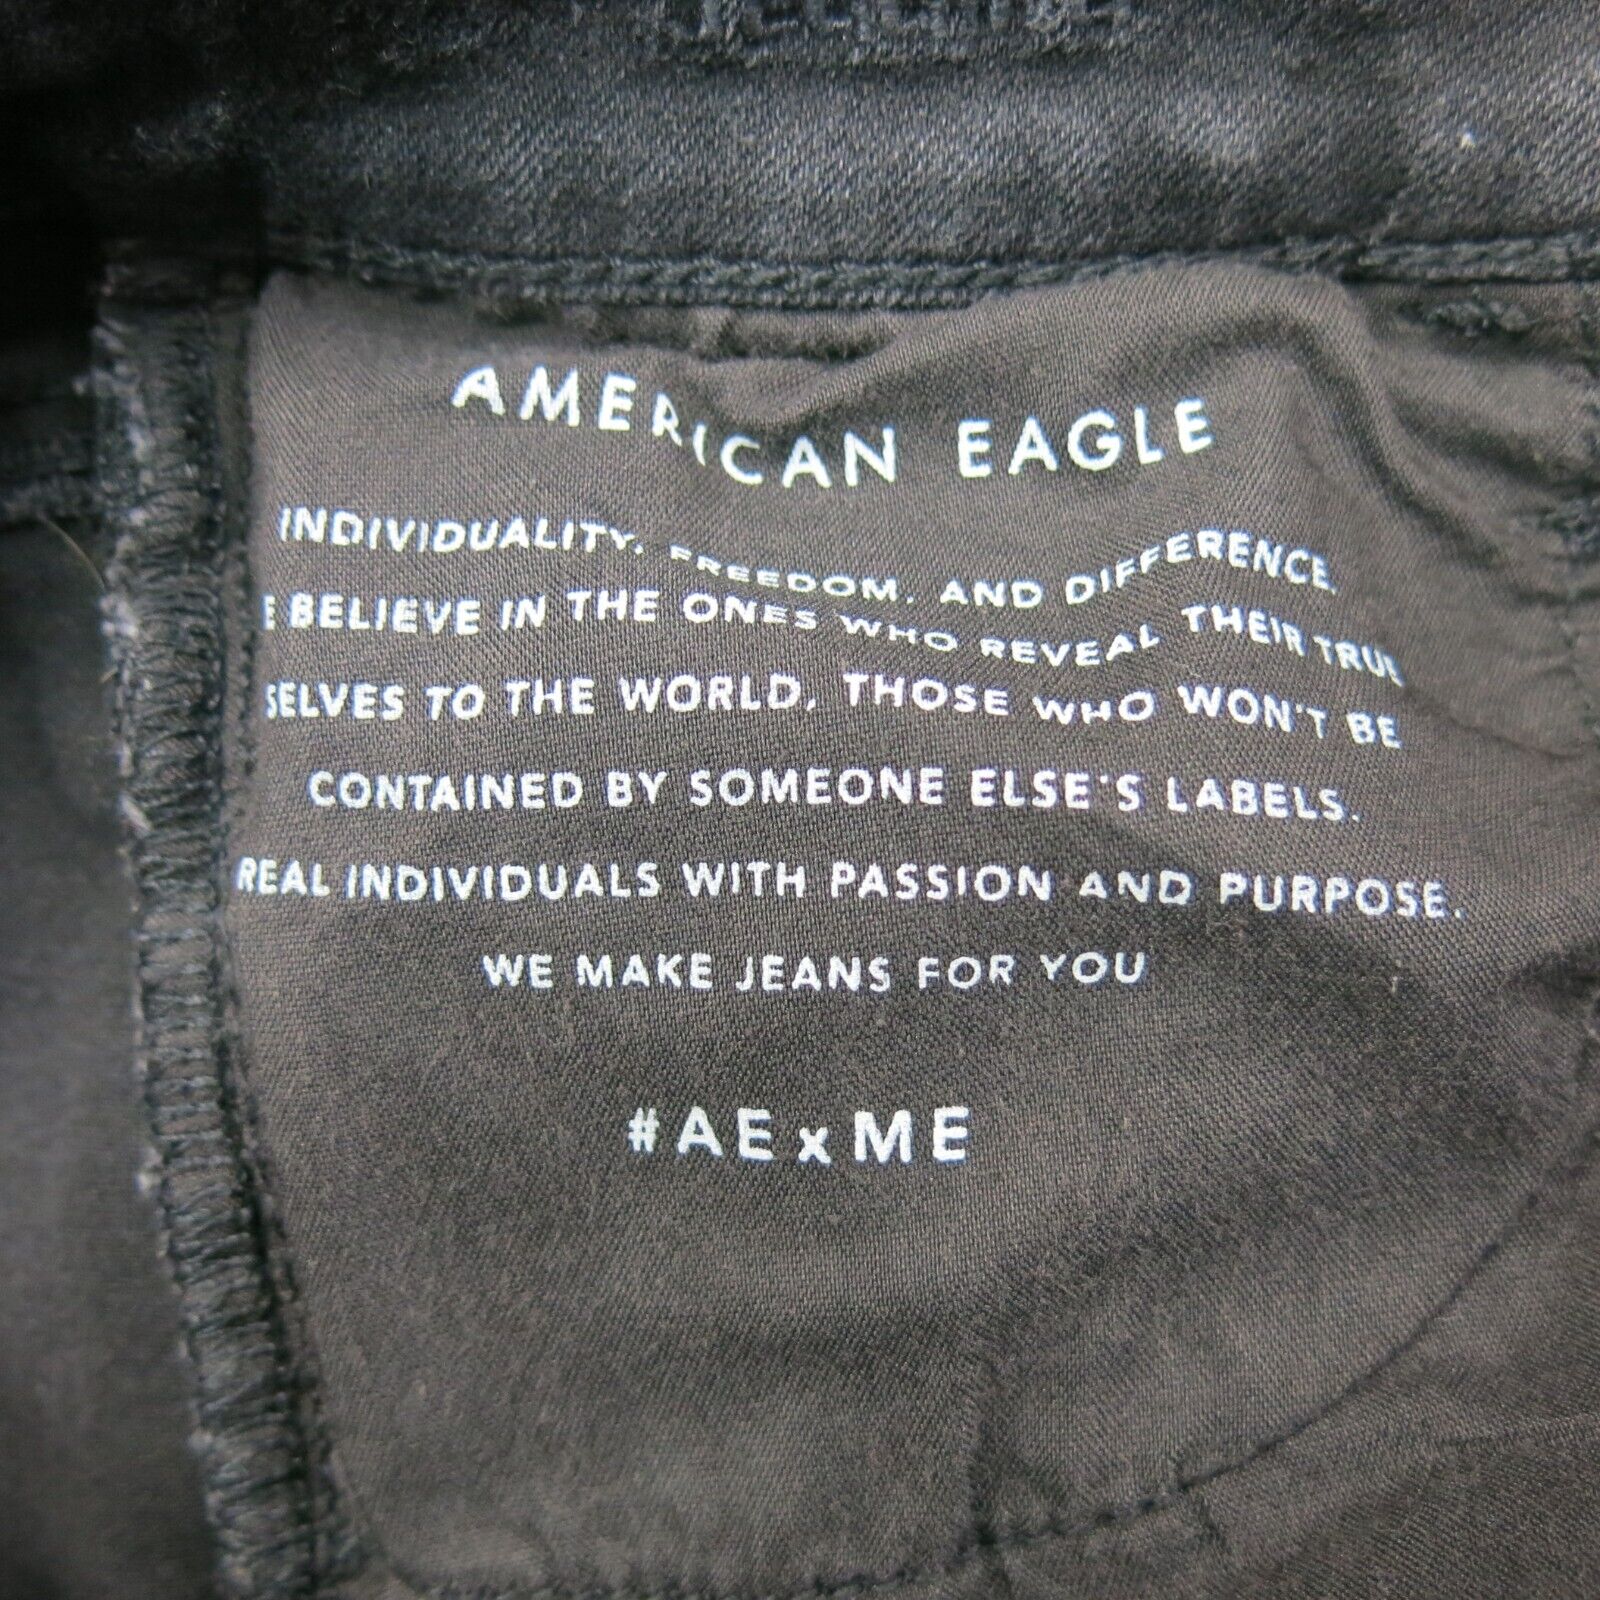 AMERICAN EAGLE
INDIVIDUALITY, FREEDOM, AND DIFFERENCE.
E BELIEVE IN THE ONES WHO REVEAL THEIR TRUE
SELVES TO THE WORLD, THOSE WHO WON'T BE
CONTAINED BY SOMEONE ELSE'S LABELS.
REAL INDIVIDUALS WITH PASSION AND PURPOSE.
WE MAKE JEANS FOR YOU
#AExME